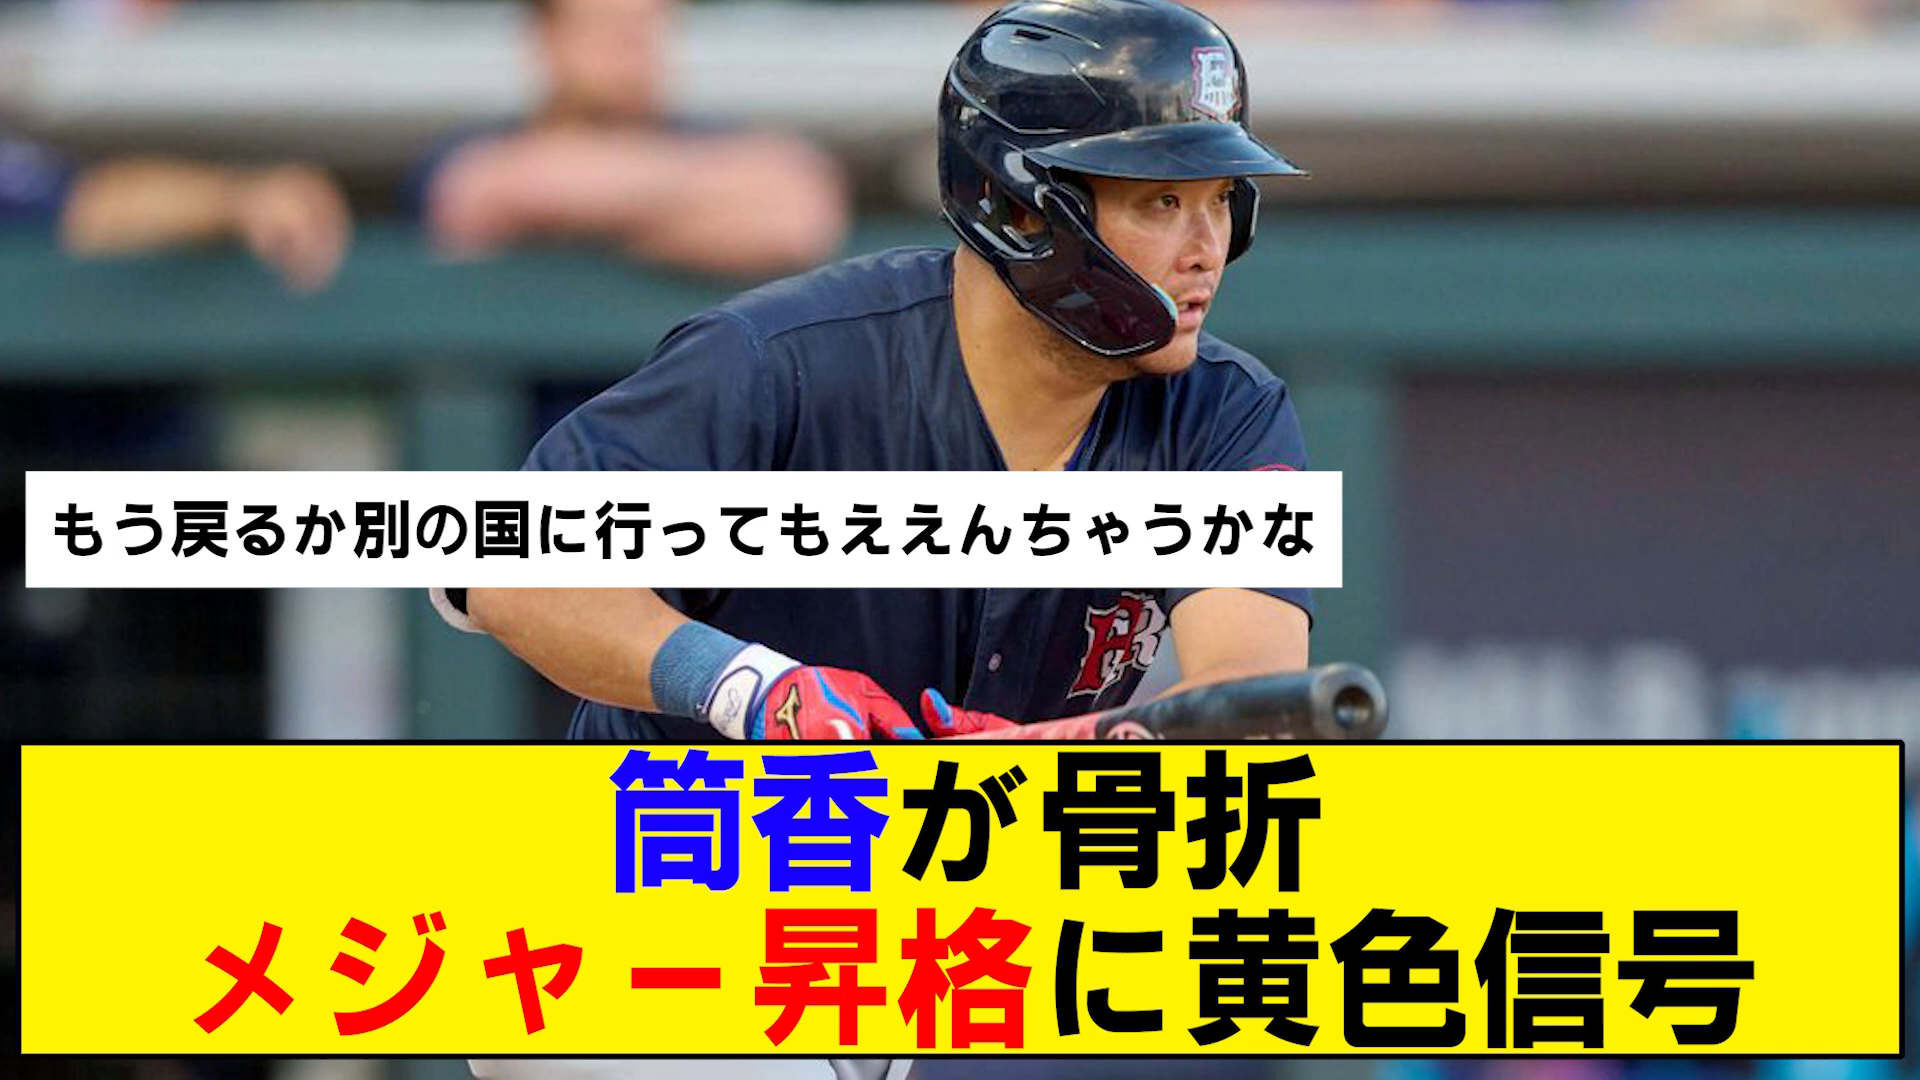 もう戻るか別の国に行ってもええんちゃうかな
筒香が骨折
メジャー昇格に黄色信号